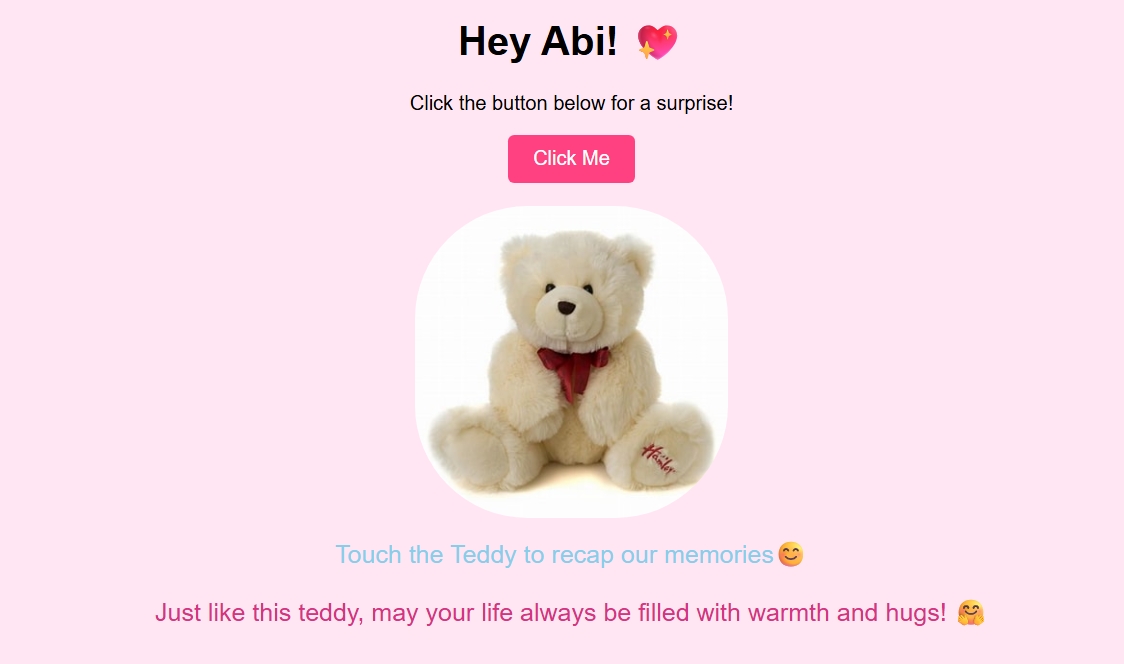 Hey Abi! 💖
Click the button below for a surprise!
Click Me
Hamleys
Touch the Teddy to recap our memories😊
Just like this teddy, may your life always be filled with warmth and hugs! 🤗